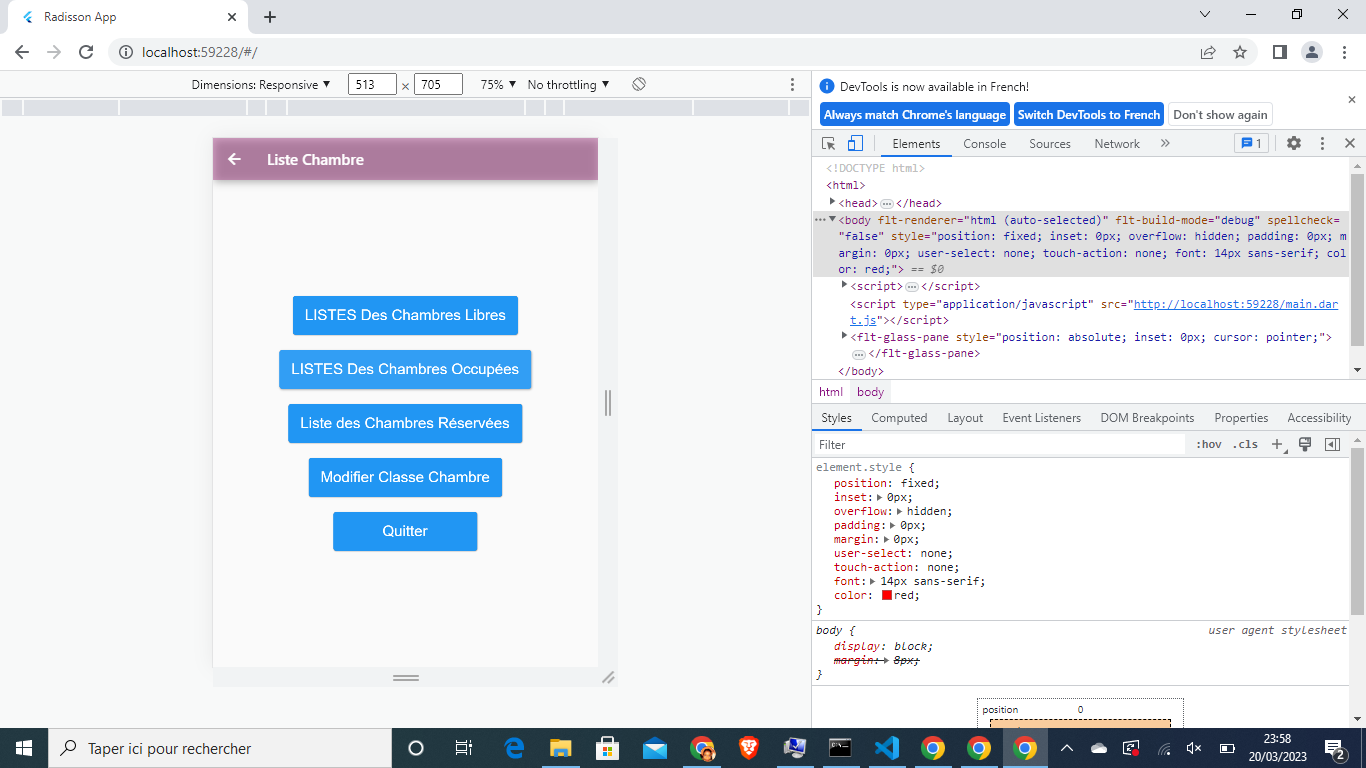 Radisson App
localhost:59228/#/
Dimensions: Responsive ▼ 513 × 705 75% ▼ No throttling ▼
DevTools is now available in French!
Always match Chrome's language Switch DevTools to French Don't show again
Elements Console Sources Network » 1
Liste Chambre
LISTES Des Chambres Libres
LISTES Des Chambres Occupées
Liste des Chambres Réservées
Modifier Classe Chambre
Quitter
<!DOCTYPE html>
<html>
<head>…</head>
<body flt-renderer="html (auto-selected)" flt-build-mode="debug" spellcheck=
"false" style="position: fixed; inset: 0px; overflow: hidden; padding: 0px; m
argin: 0px; user-select: none; touch-action: none; font: 14px sans-serif; col
or: red;"> == $0
<script>…</script>
<script type="application/javascript" src="http://localhost:59228/main.dar
t.js"></script>
<flt-glass-pane style="position: absolute; inset: 0px; cursor: pointer;">
…</flt-glass-pane>
</body>
html body
Styles Computed Layout Event Listeners DOM Breakpoints Properties Accessibility
Filter :hov .cls
element.style {
position: fixed;
inset: 0px;
overflow: hidden;
padding: 0px;
margin: 0px;
user-select: none;
touch-action: none;
font: 14px sans-serif;
color: red;
}
body { user agent stylesheet
display: block;
margin: 8px;
}
position 0
Taper ici pour rechercher
23:58
20/03/2023
2